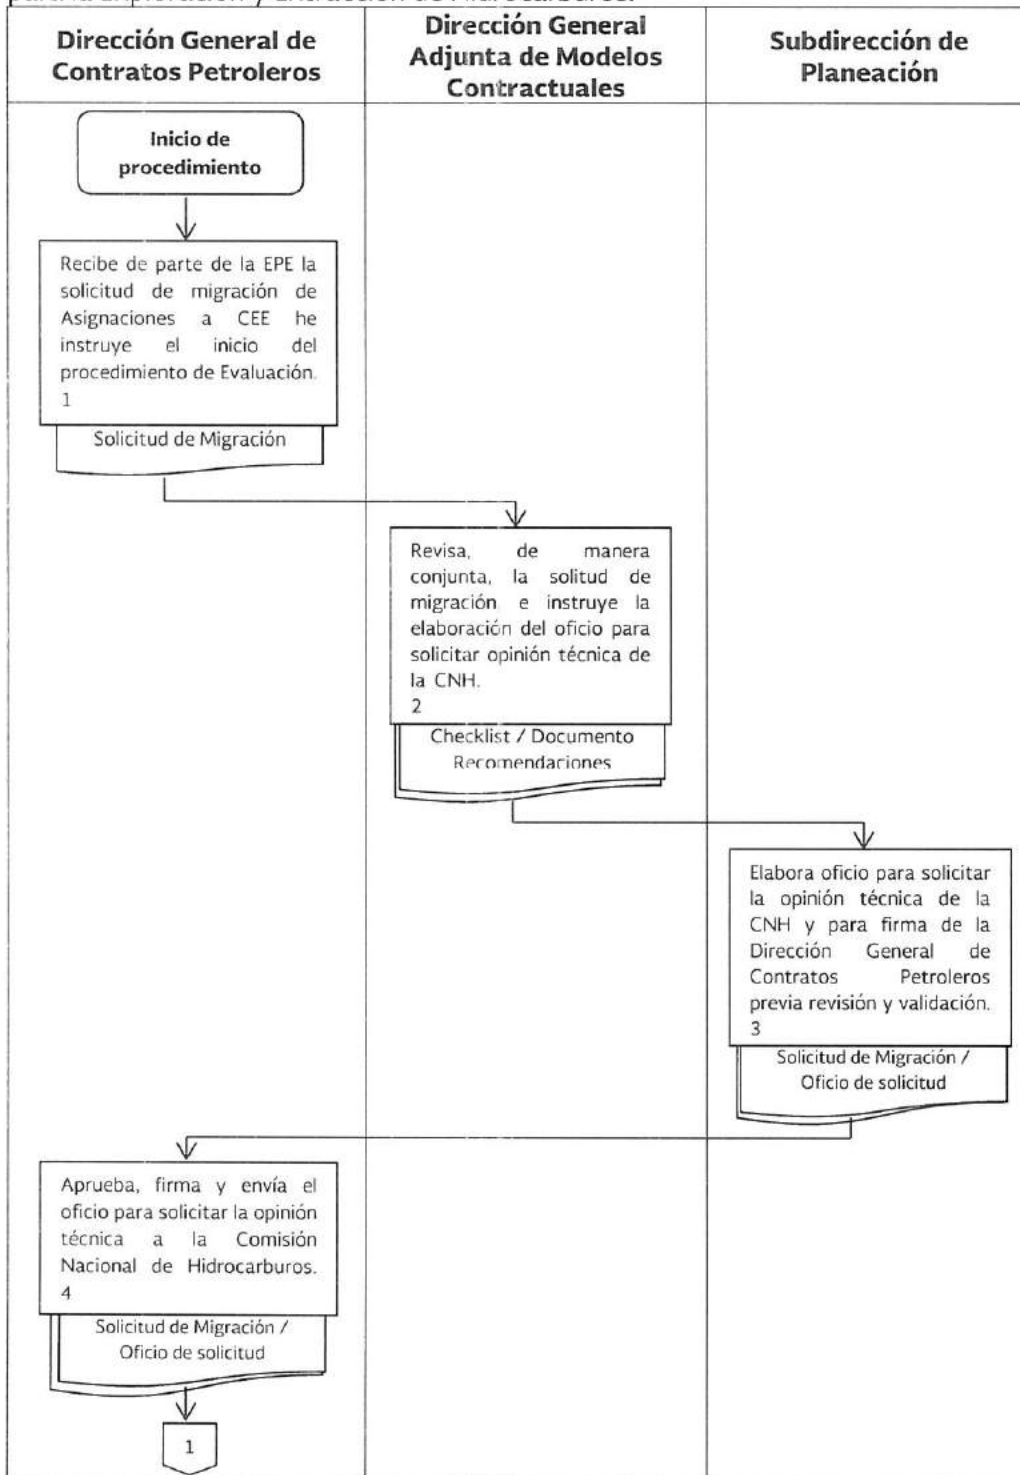 para la Exploración y Extracción de Hidrocarburos.
Dirección General de
Contratos Petroleros
Dirección General
Adjunta de Modelos
Contractuales
Subdirección de
Planeación
Inicio de
procedimiento
Recibe de parte de la EPE la
solicitud de migración de
Asignaciones a CEE he
instruye el inicio del
procedimiento de Evaluación.
1
Solicitud de Migración
Revisa, de manera
conjunta, la solitud de
migración e instruye la
elaboración del oficio para
solicitar opinión técnica de
la CNH.
2
Checklist / Documento
Recomendaciones
Elabora oficio para solicitar
la opinión técnica de la
CNH y para firma de la
Dirección General de
Contratos Petroleros
previa revisión y validación.
3
Solicitud de Migración /
Oficio de solicitud
Aprueba, firma y envía el
oficio para solicitar la opinión
técnica a la Comisión
Nacional de Hidrocarburos.
4
Solicitud de Migración /
Oficio de solicitud
1